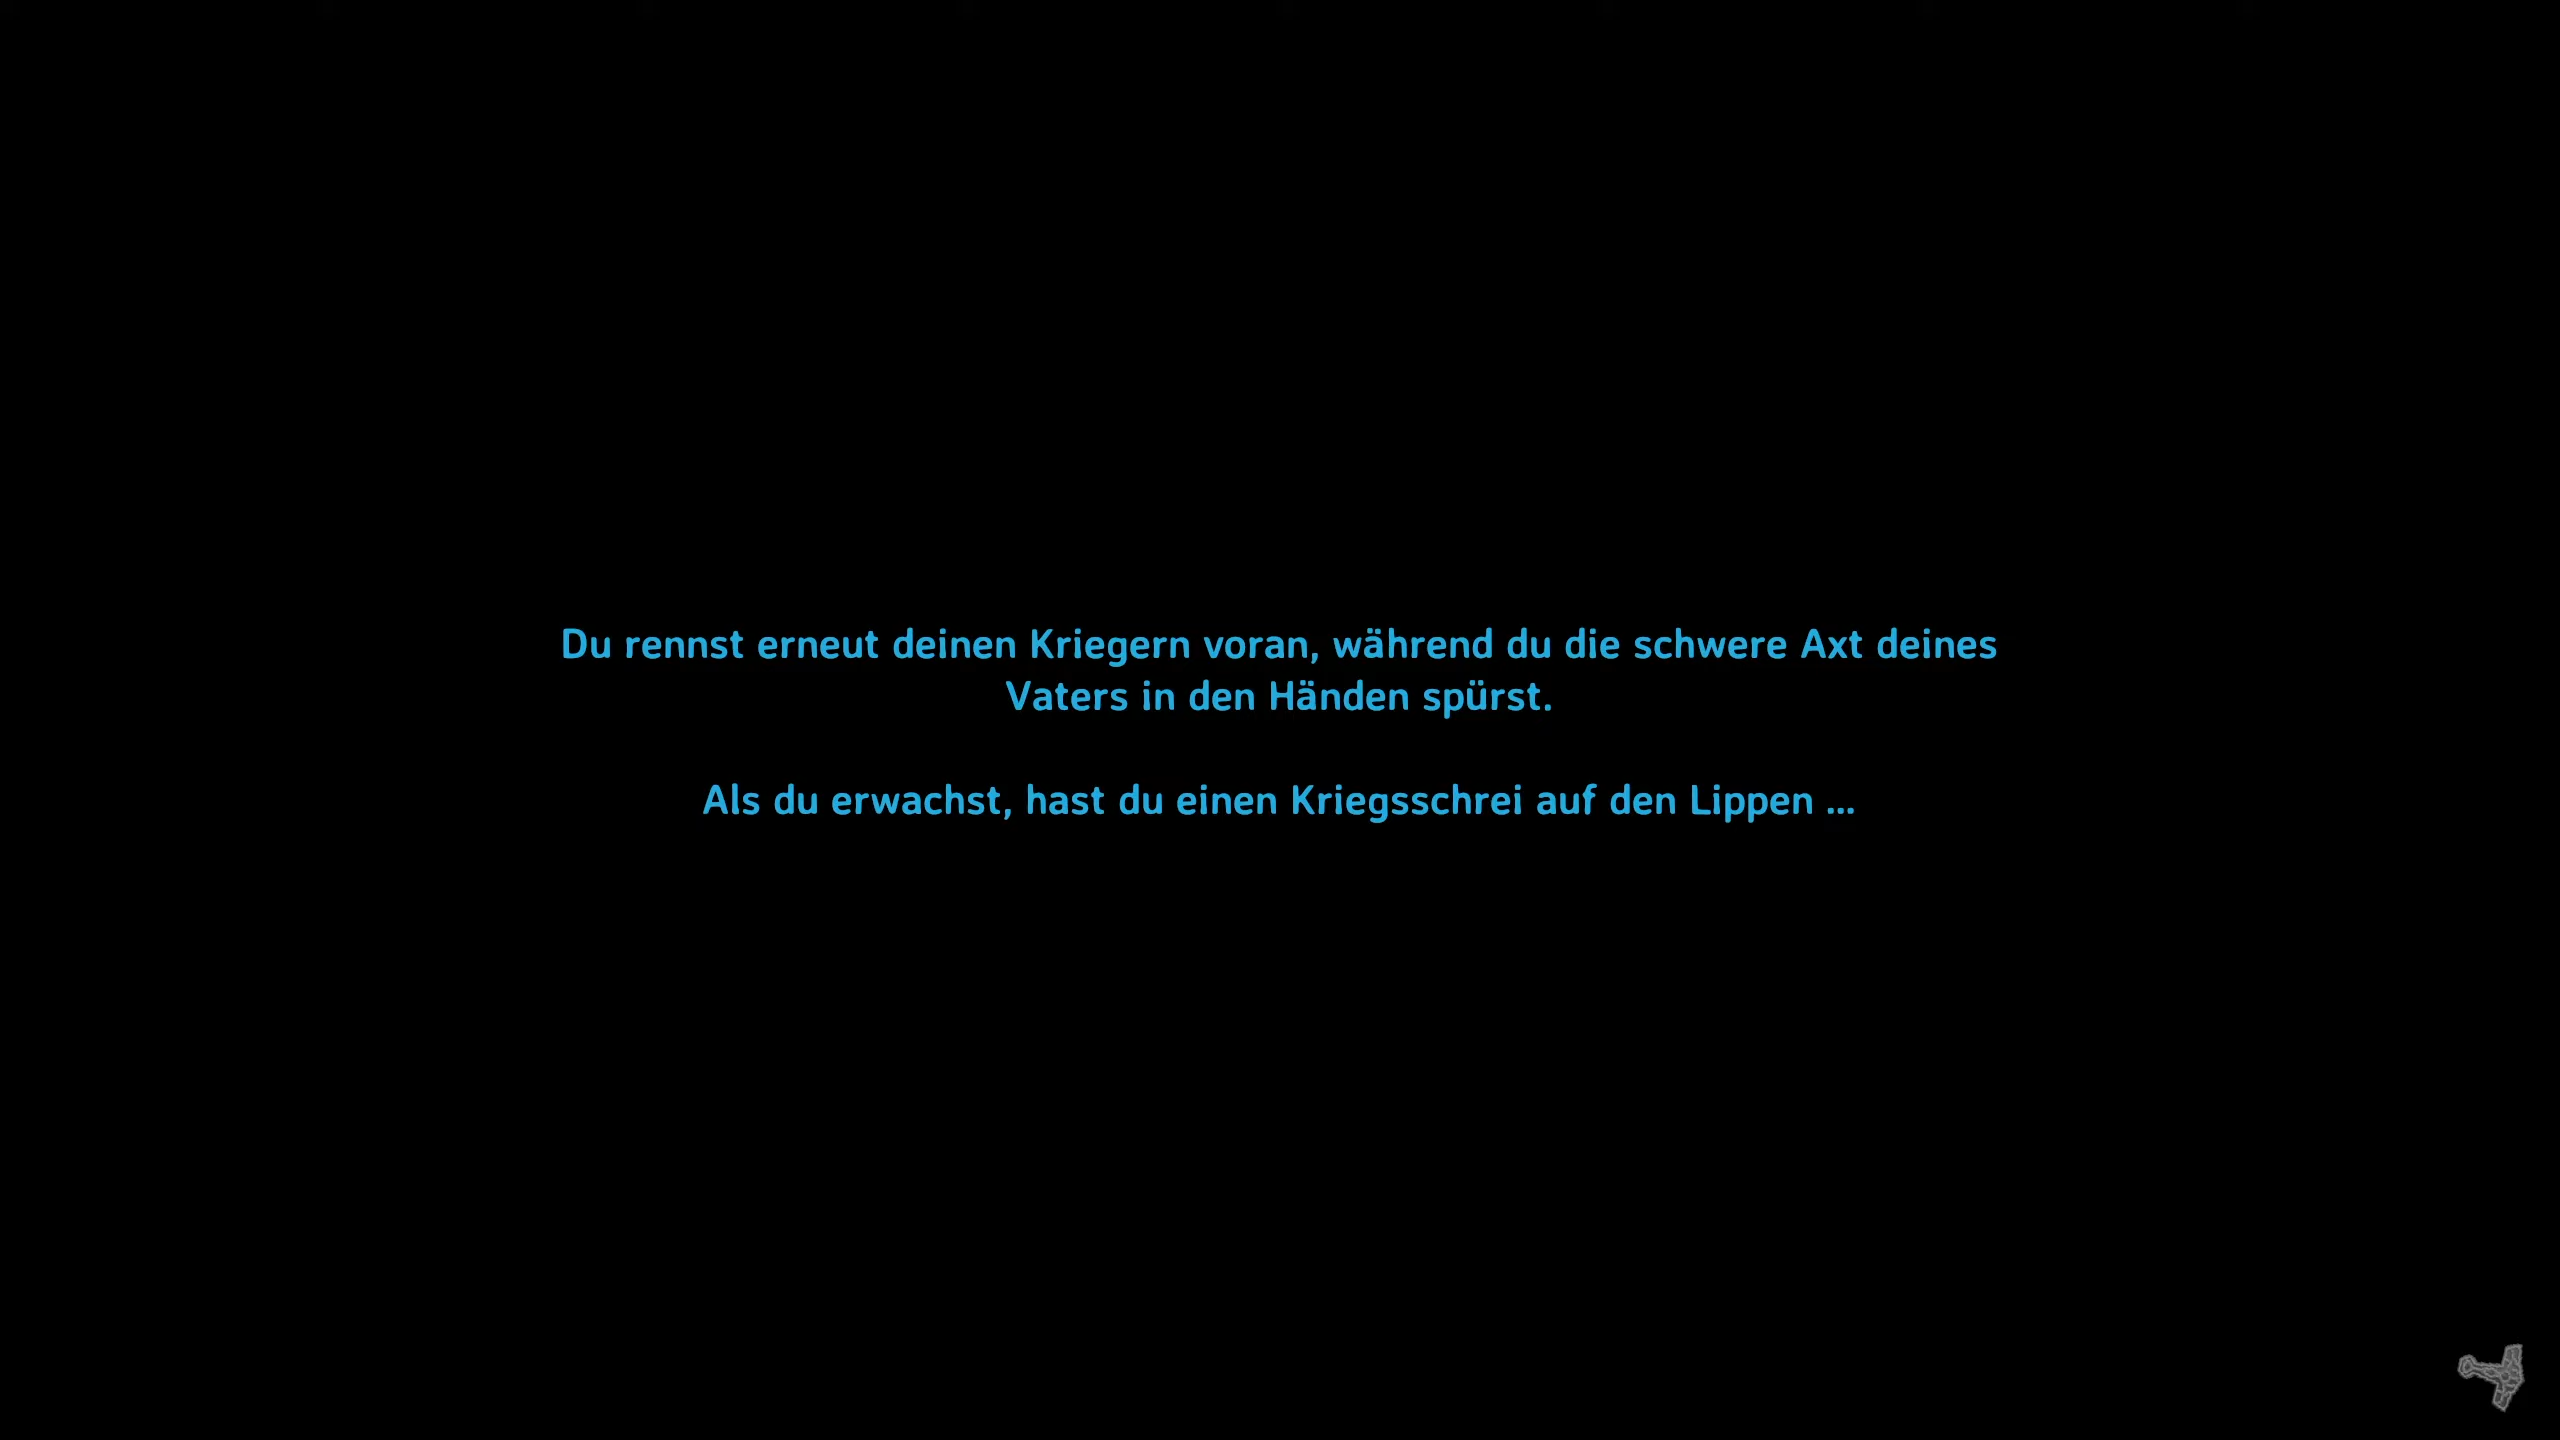 Du rennst erneut deinen Kriegern voran, während du die schwere Axt deines
Vaters in den Händen spürst.
Als du erwachst, hast du einen Kriegsschrei auf den Lippen ...